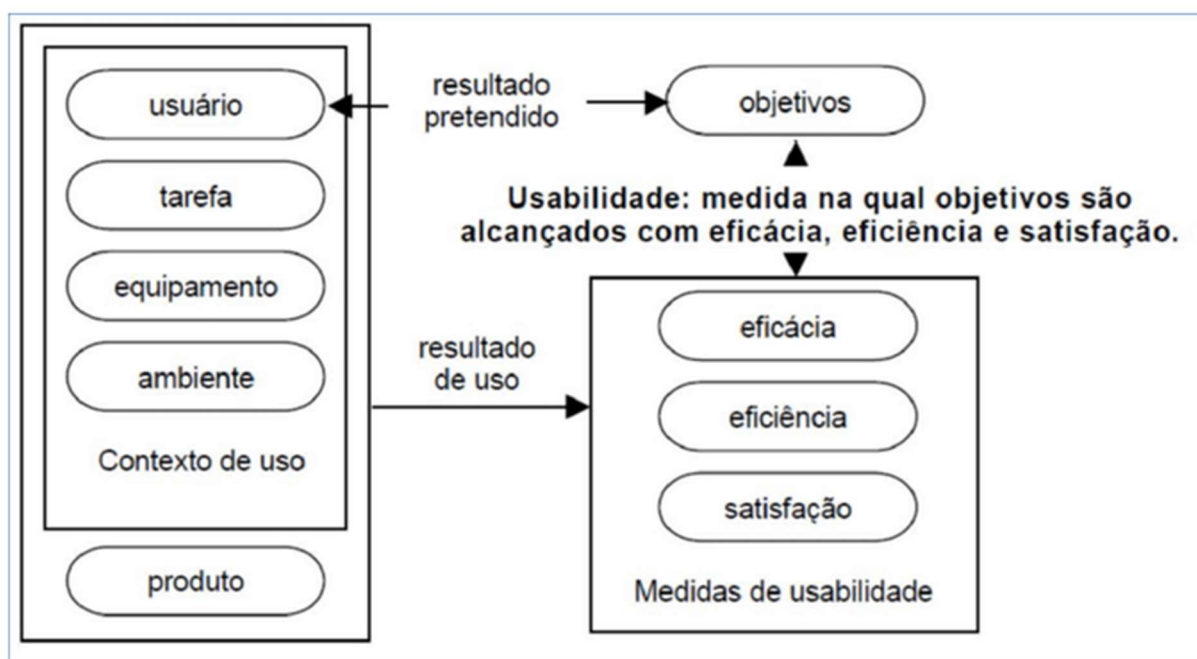 usuário
tarefa
equipamento
ambiente
Contexto de uso
produto
resultado
pretendido
objetivos
Usabilidade: medida na qual objetivos são
alcançados com eficácia, eficiência e satisfação.
resultado
de uso
eficácia
eficiência
satisfação
Medidas de usabilidade